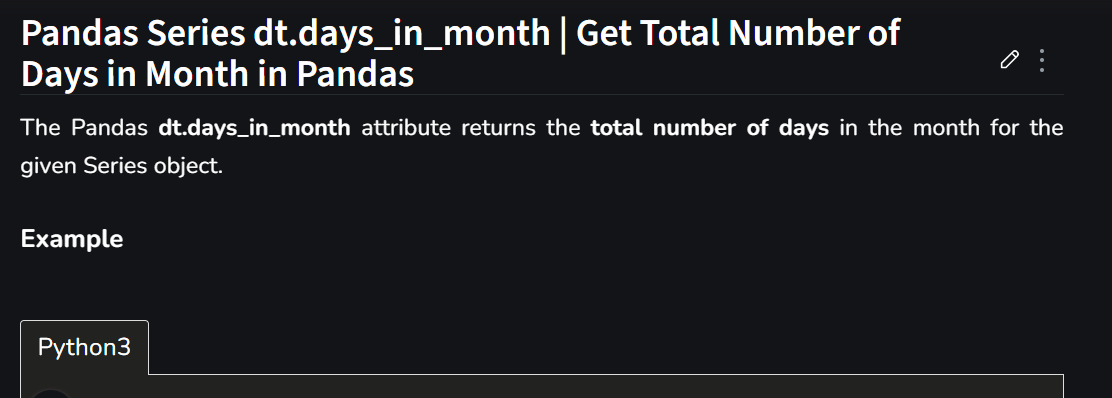 Pandas Series dt.days_in_month | Get Total Number of
Days in Month in Pandas
The Pandas dt.days_in_month attribute returns the total number of days in the month for the
given Series object.
Example
Python3